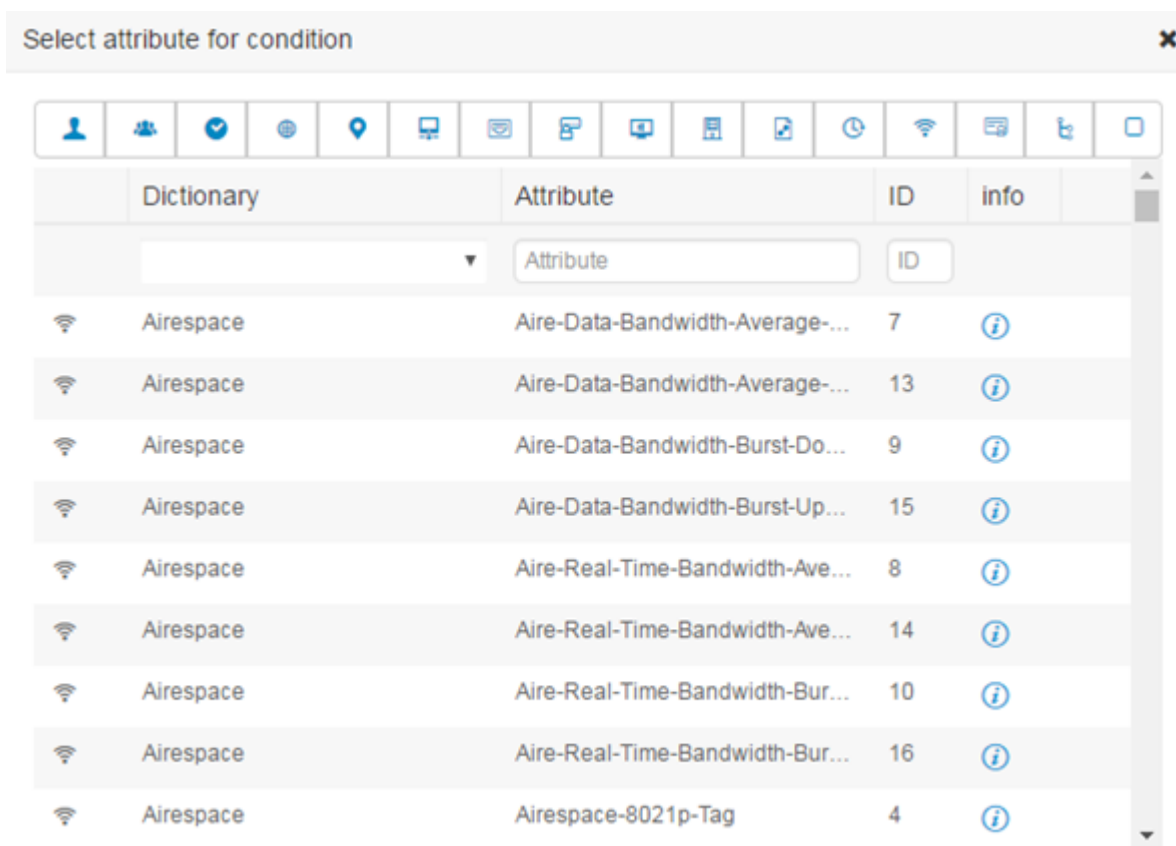 Select attribute for condition
Dictionary Attribute ID info
Attribute ID
Airespace Aire-Data-Bandwidth-Average-... 7
Airespace Aire-Data-Bandwidth-Average-... 13
Airespace Aire-Data-Bandwidth-Burst-Do... 9
Airespace Aire-Data-Bandwidth-Burst-Up... 15
Airespace Aire-Real-Time-Bandwidth-Ave... 8
Airespace Aire-Real-Time-Bandwidth-Ave... 14
Airespace Aire-Real-Time-Bandwidth-Bur... 10
Airespace Aire-Real-Time-Bandwidth-Bur... 16
Airespace Airespace-8021p-Tag 4